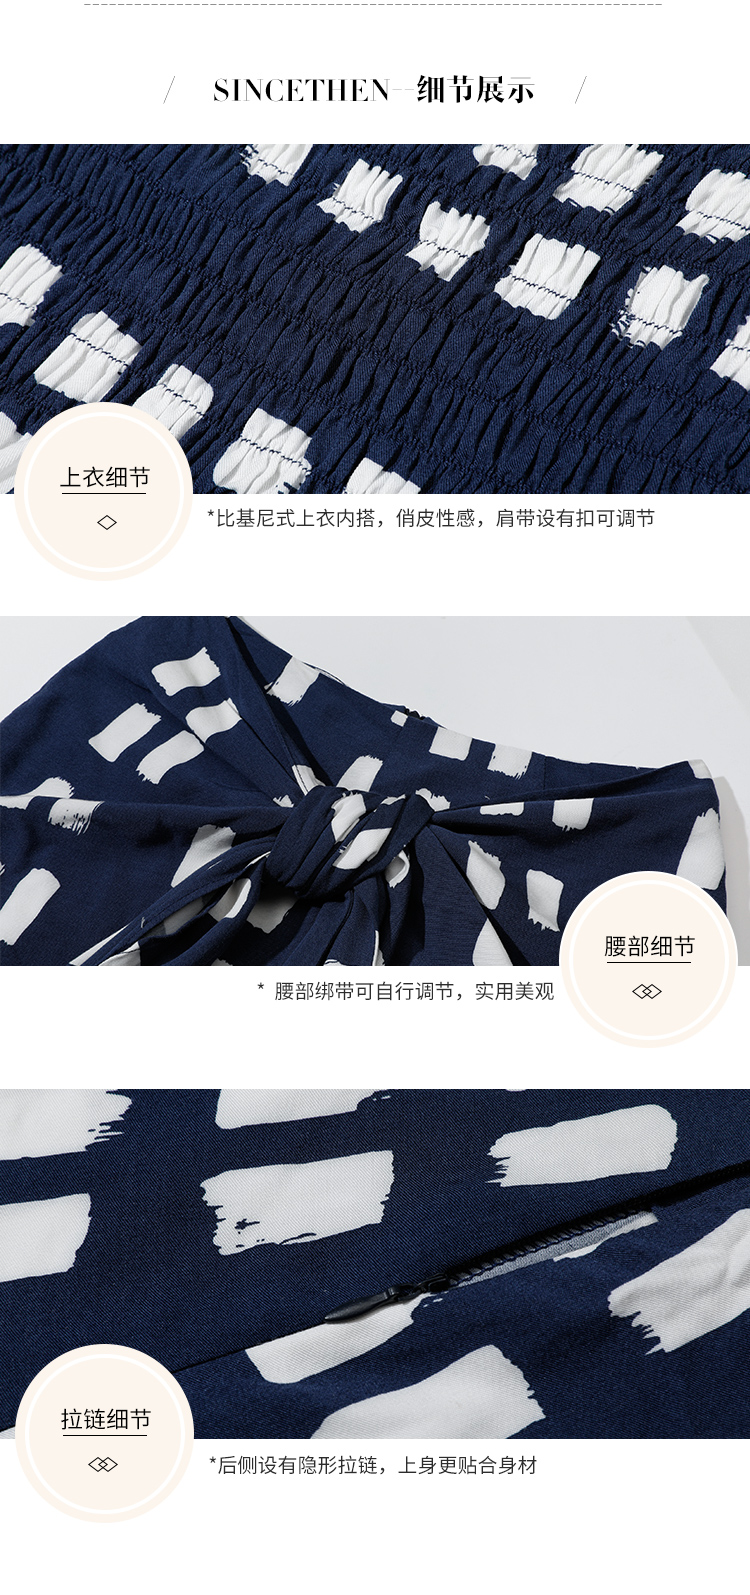 SINCETHEN--细节展示
上衣细节
*比基尼式上衣内搭，俏皮性感，肩带设有扣可调节
腰部细节
* 腰部绑带可自行调节，实用美观
拉链细节
*后侧设有隐形拉链，上身更贴合身材